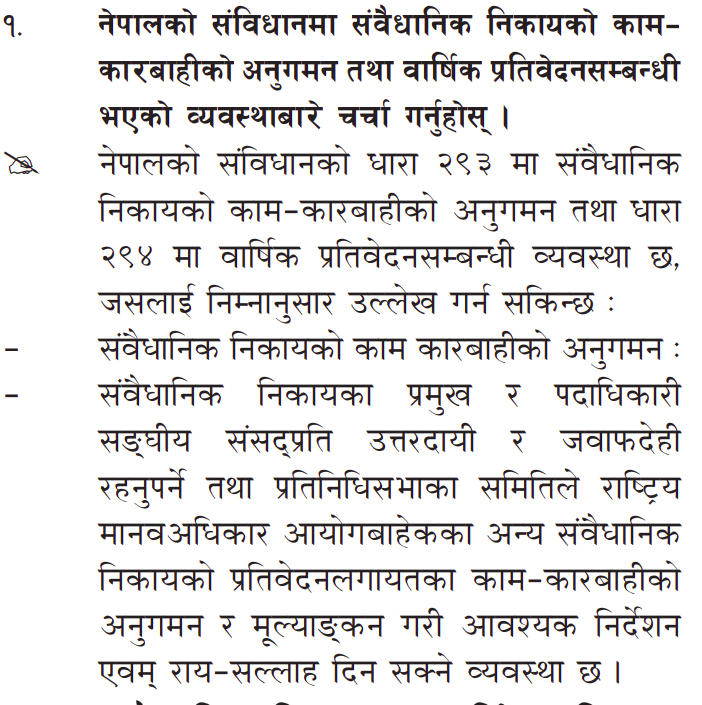 १. नेपालको संविधानमा संवैधानिक निकायको काम-
कारबाहीको अनुगमन तथा वार्षिक प्रतिवेदनसम्बन्धी
भएको व्यवस्थाबारे चर्चा गर्नुहोस् ।
नेपालको संविधानको धारा २९३ मा संवैधानिक
निकायको काम-कारबाहीको अनुगमन तथा धारा
२९४ मा वार्षिक प्रतिवेदनसम्बन्धी व्यवस्था छ,
जसलाई निम्नानुसार उल्लेख गर्न सकिन्छ :
- संवैधानिक निकायको काम कारबाहीको अनुगमन :
- संवैधानिक निकायका प्रमुख र पदाधिकारी
सङ्घीय संसद्प्रति उत्तरदायी र जवाफदेही
रहनुपर्ने तथा प्रतिनिधिसभाका समितिले राष्ट्रिय
मानवअधिकार आयोगबाहेकका अन्य संवैधानिक
निकायको प्रतिवेदनलगायतका काम-कारबाहीको
अनुगमन र मूल्याङ्कन गरी आवश्यक निर्देशन
एवम् राय-सल्लाह दिन सक्ने व्यवस्था छ ।